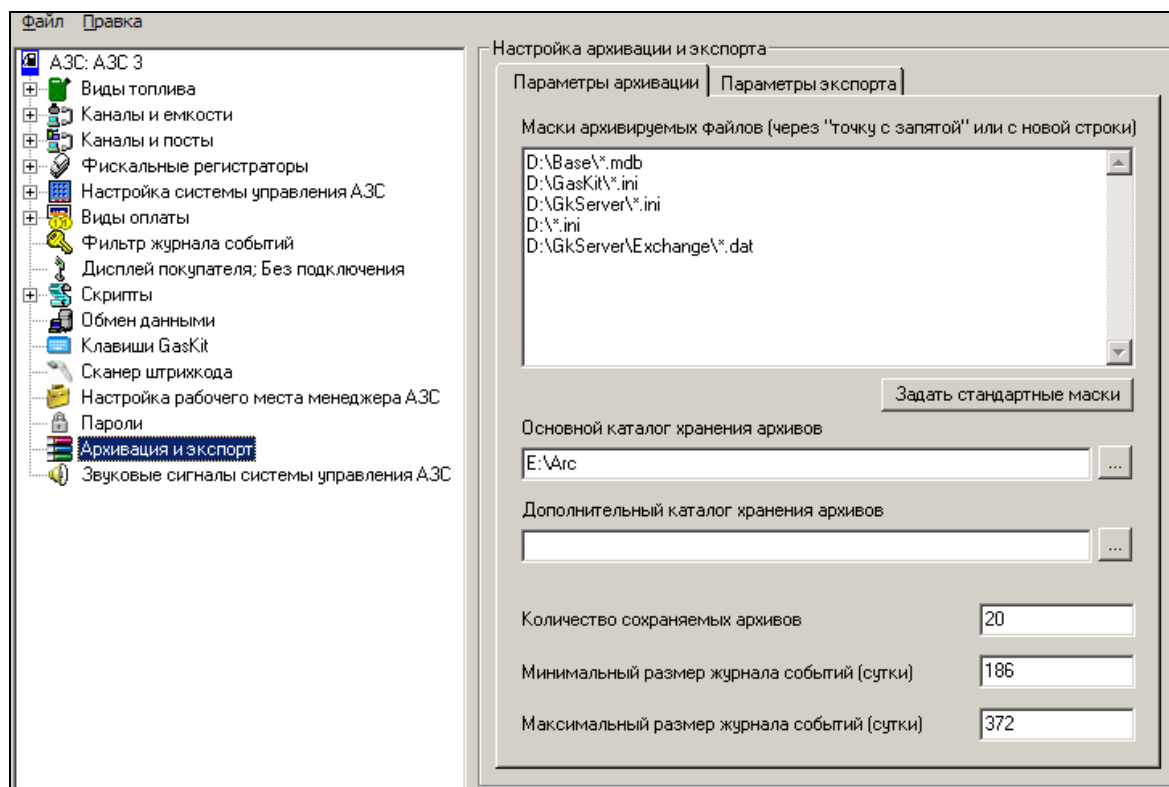 Файл Правка
АЗС: АЗС 3
Виды топлива
Каналы и емкости
Каналы и посты
Фискальные регистраторы
Настройка системы управления АЗС
Виды оплаты
Фильтр журнала событий
Дисплей покупателя; Без подключения
Скрипты
Обмен данными
Клавиши GasKit
Сканер штрихкода
Настройка рабочего места менеджера АЗС
Пароли
Архивация и экспорт
Звуковые сигналы системы управления АЗС
Настройка архивации и экспорта
Параметры архивации Параметры экспорта
Маски архивируемых файлов (через "точку с запятой" или с новой строки)
D:\Base\*.mdb
D:\GasKit\*.ini
D:\GkServer\*.ini
D:\*.ini
D:\GkServer\Exchange\*.dat
Задать стандартные маски
Основной каталог хранения архивов
E:\Arc
...
Дополнительный каталог хранения архивов
...
Количество сохраняемых архивов 20
Минимальный размер журнала событий (сутки) 186
Максимальный размер журнала событий (сутки) 372